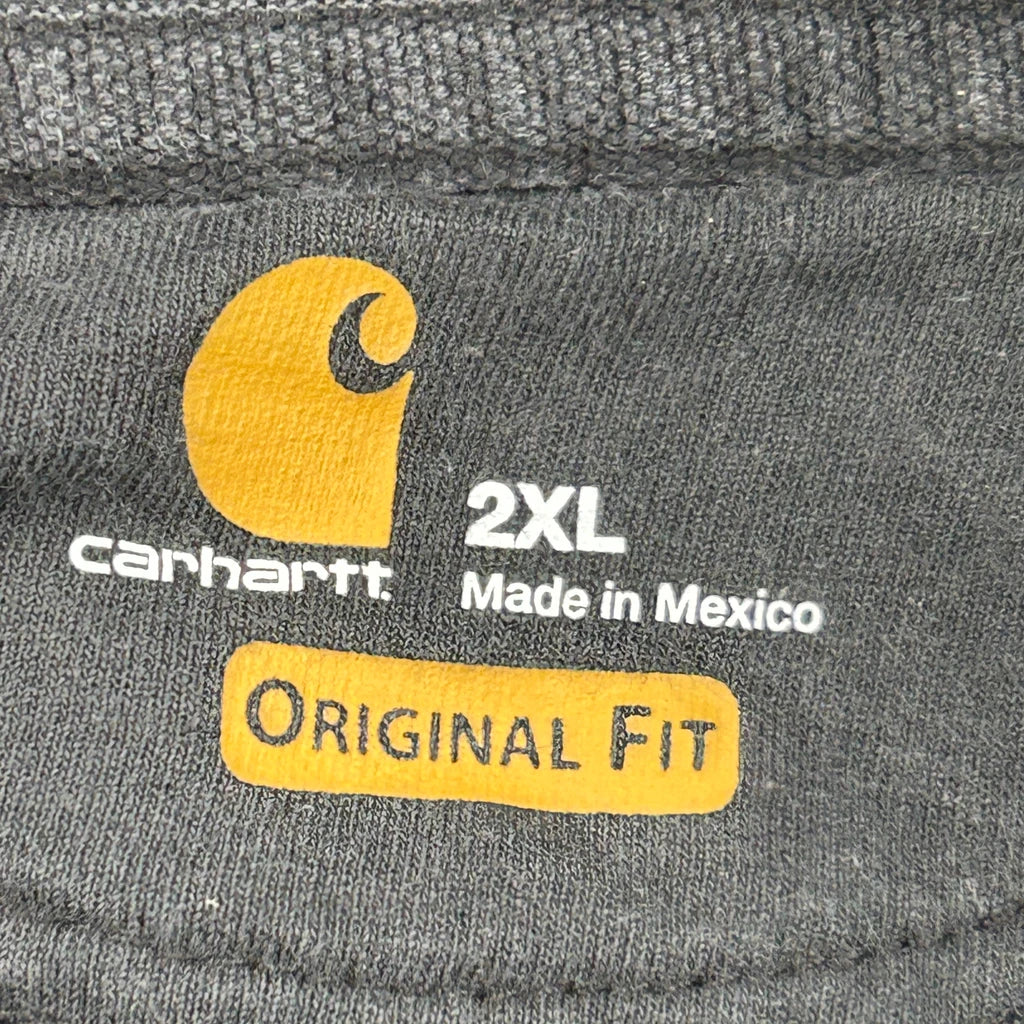 carhartt.
2XL
Made in Mexico
ORIGINAL FIT